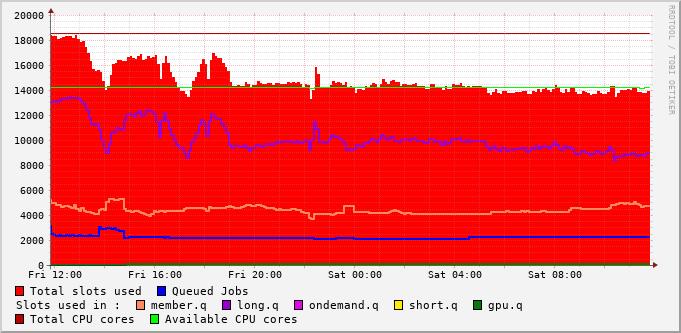 20000
18000
16000
14000
12000
10000
8000
6000
4000
2000
0
Fri 12:00 Fri 16:00 Fri 20:00 Sat 00:00 Sat 04:00 Sat 08:00
Total slots used Queued Jobs
Slots used in : member.q long.q ondemand.q short.q gpu.q
Total CPU cores Available CPU cores
RRDTOOL / TOBI OETIKER